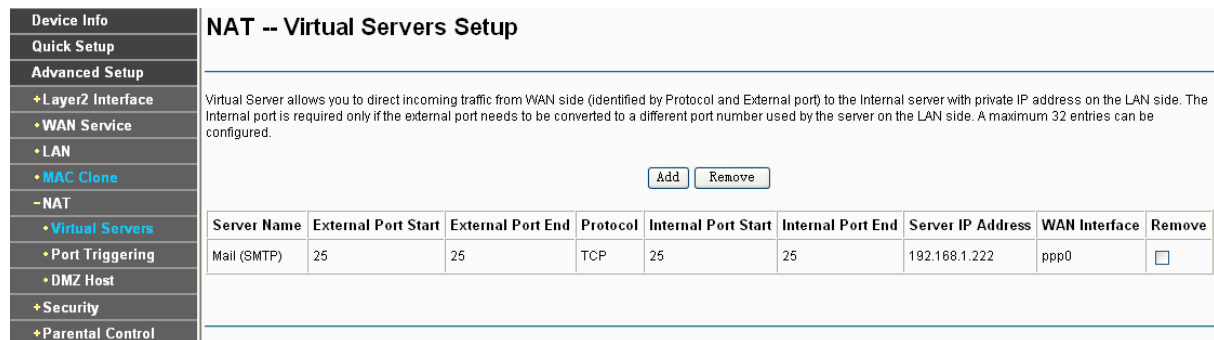 Device Info
Quick Setup
Advanced Setup
+Layer2 Interface
•WAN Service
•LAN
•MAC Clone
-NAT
•Virtual Servers
•Port Triggering
•DMZ Host
+Security
+Parental Control
NAT -- Virtual Servers Setup
Virtual Server allows you to direct incoming traffic from WAN side (identified by Protocol and External port) to the Internal server with private IP address on the LAN side. The
Internal port is required only if the external port needs to be converted to a different port number used by the server on the LAN side. A maximum 32 entries can be
configured.
Add Remove
Server Name External Port Start External Port End Protocol Internal Port Start Internal Port End Server IP Address WAN Interface Remove
Mail (SMTP) 25 25 TCP 25 25 192.168.1.222 ppp0